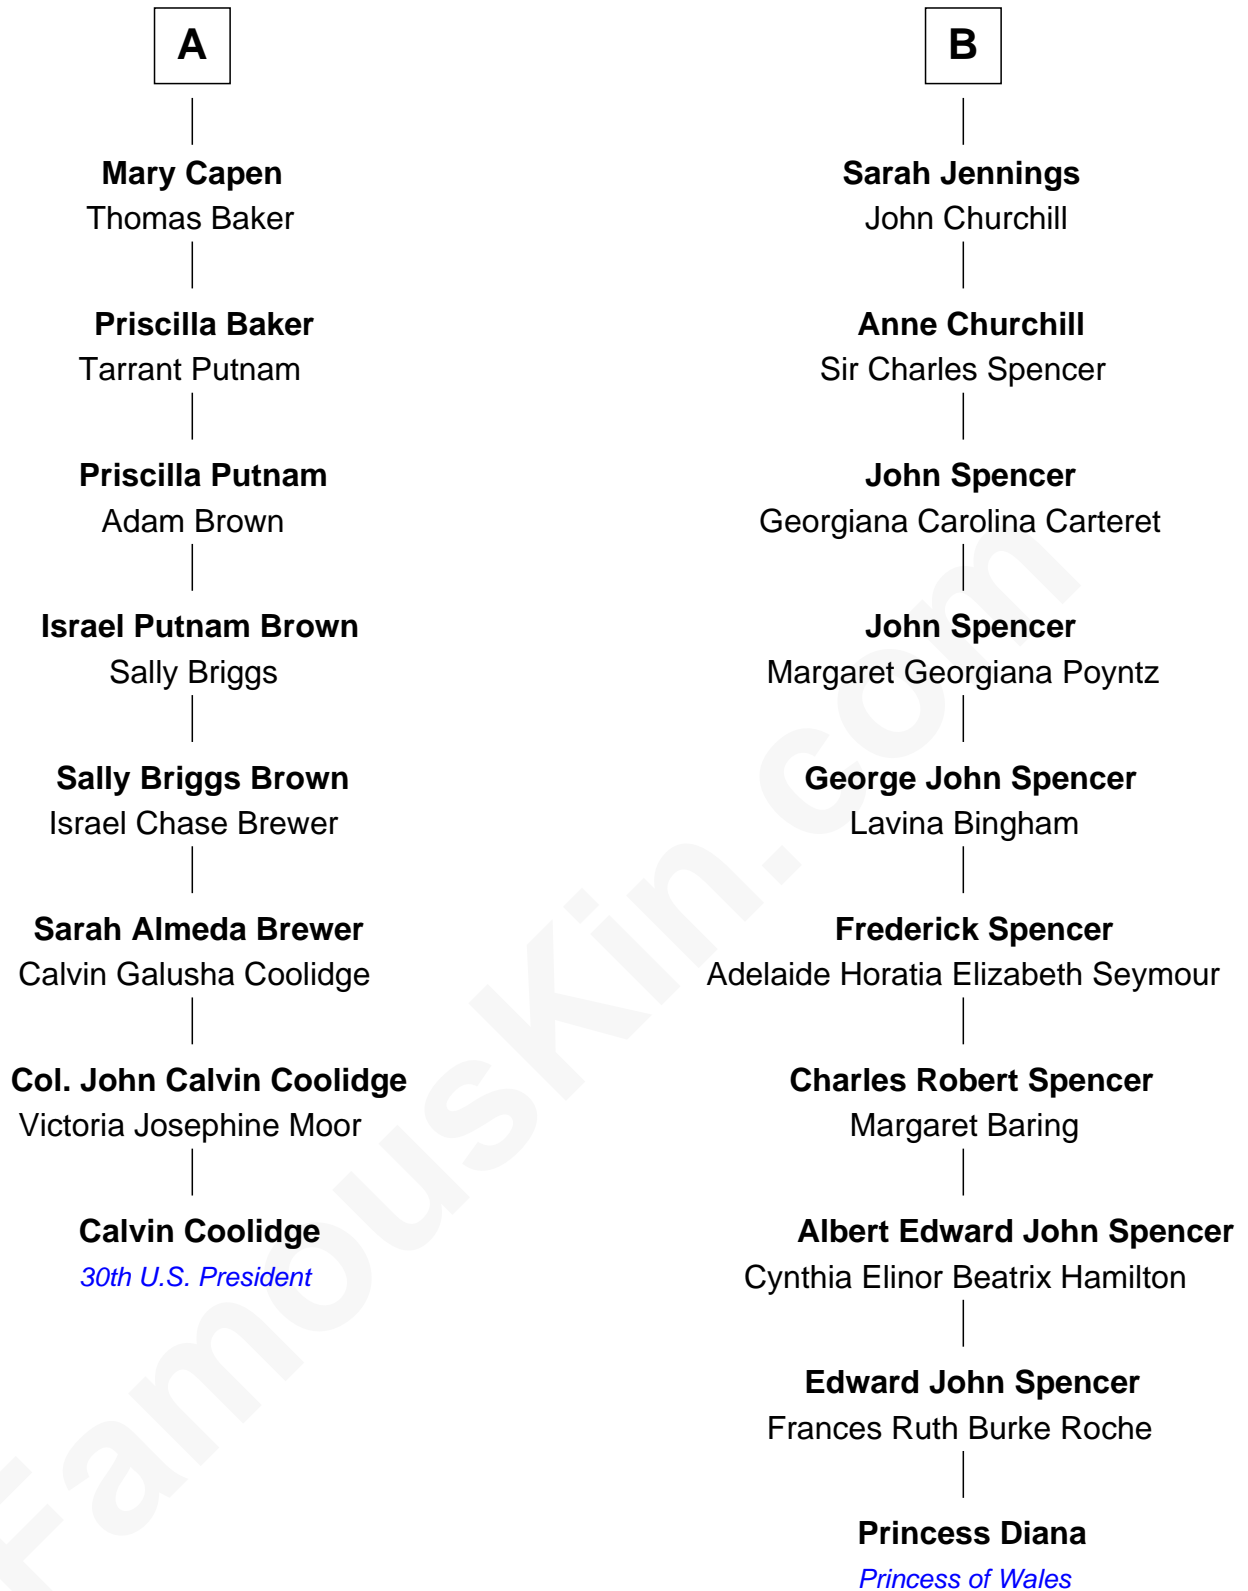 A
Mary Capen
Thomas Baker
Priscilla Baker
Tarrant Putnam
Priscilla Putnam
Adam Brown
Israel Putnam Brown
Sally Briggs
Sally Briggs Brown
Israel Chase Brewer
Sarah Almeda Brewer
Calvin Galusha Coolidge
Col. John Calvin Coolidge
Victoria Josephine Moor
Calvin Coolidge
30th U.S. President
B
Sarah Jennings
John Churchill
Anne Churchill
Sir Charles Spencer
John Spencer
Georgiana Carolina Carteret
John Spencer
Margaret Georgiana Poyntz
George John Spencer
Lavina Bingham
Frederick Spencer
Adelaide Horatia Elizabeth Seymour
Charles Robert Spencer
Margaret Baring
Albert Edward John Spencer
Cynthia Elinor Beatrix Hamilton
Edward John Spencer
Frances Ruth Burke Roche
Princess Diana
Princess of Wales
FamousKin.com